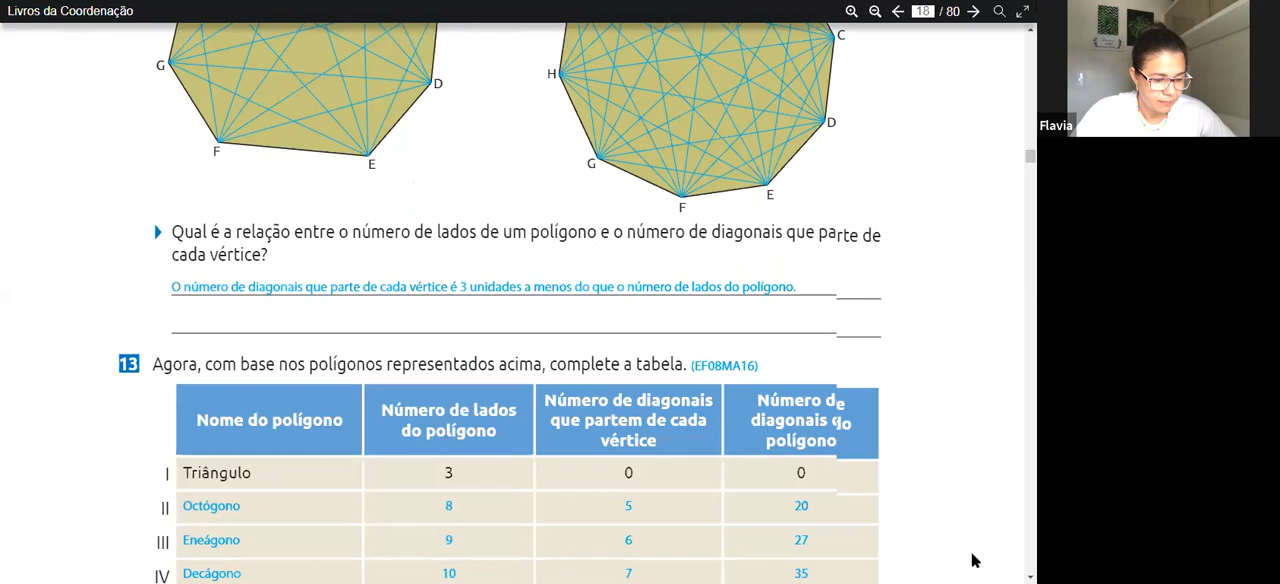 Livros da Coordenação
18 / 80
C
G
H
D
D
F
E
G
E
F
Flavia
Qual é a relação entre o número de lados de um polígono e o número de diagonais que parte de
cada vértice?
O número de diagonais que parte de cada vértice é 3 unidades a menos do que o número de lados do polígono.
13 Agora, com base nos polígonos representados acima, complete a tabela. (EF08MA16)
Nome do polígono
Número de lados
do polígono
Número de diagonais
que partem de cada
vértice
Número de
diagonais do
polígono
I Triângulo 3 0 0
II Octógono 8 5 20
III Eneágono 9 6 27
IV Decágono 10 7 35